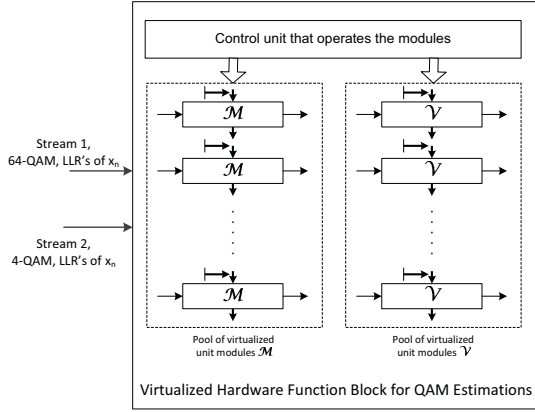 Control unit that operates the modules
ℳ
𝒱
Stream 1,
64-QAM, LLR's of xₙ
ℳ
𝒱
Stream 2,
4-QAM, LLR's of xₙ
ℳ
𝒱
Pool of virtualized
unit modules ℳ
Pool of virtualized
unit modules 𝒱
Virtualized Hardware Function Block for QAM Estimations